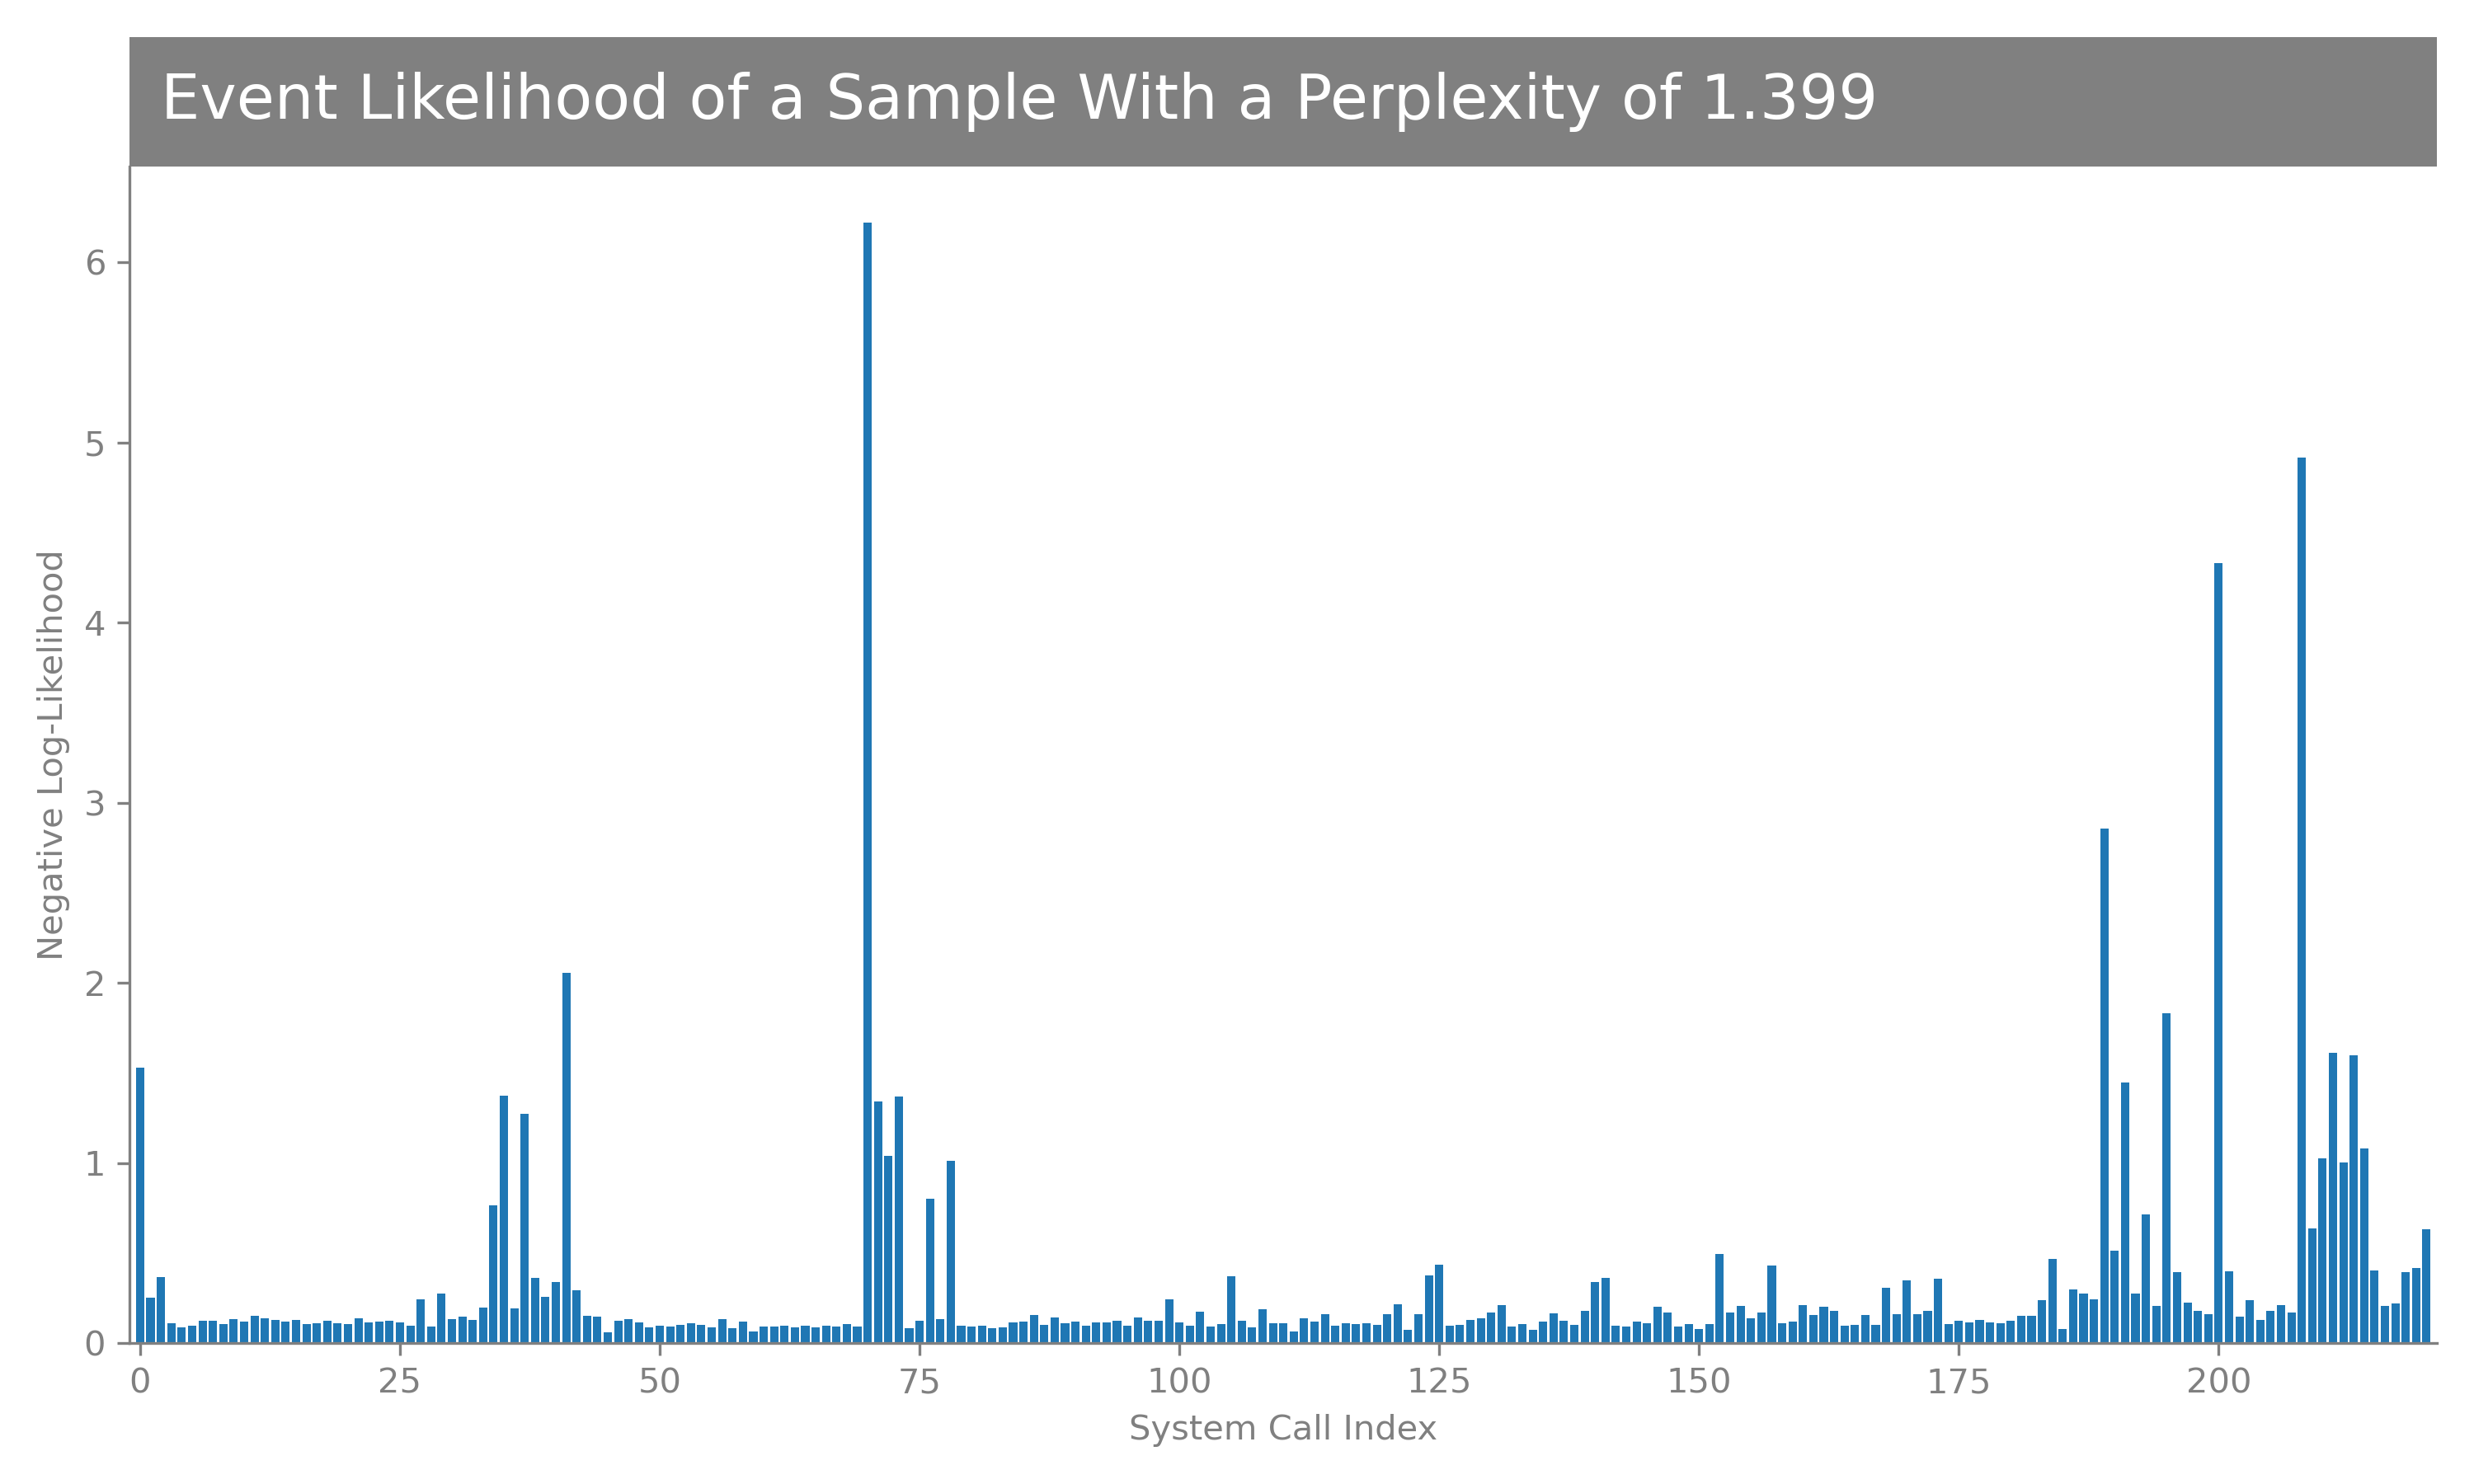 Event Likelihood of a Sample With a Perplexity of 1.399
Negative Log-Likelihood
6
5
4
3
2
1
0
0 25 50 75 100 125 150 175 200
System Call Index